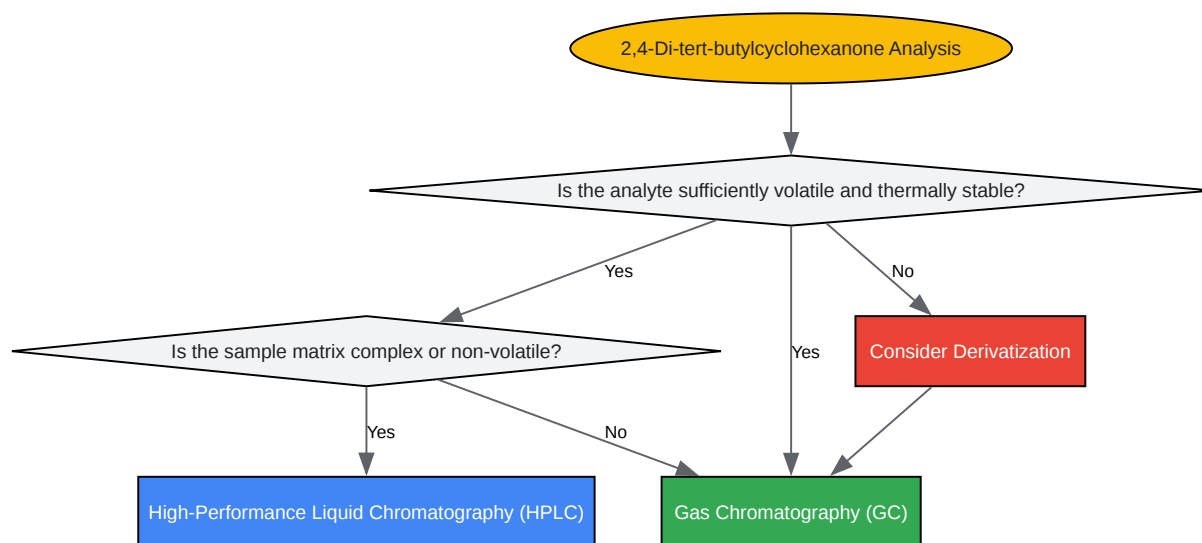 2,4-Di-tert-butylcyclohexanone Analysis
Is the analyte sufficiently volatile and thermally stable?
Yes
No
Is the sample matrix complex or non-volatile?
Yes
Consider Derivatization
Yes
No
High-Performance Liquid Chromatography (HPLC)
Gas Chromatography (GC)